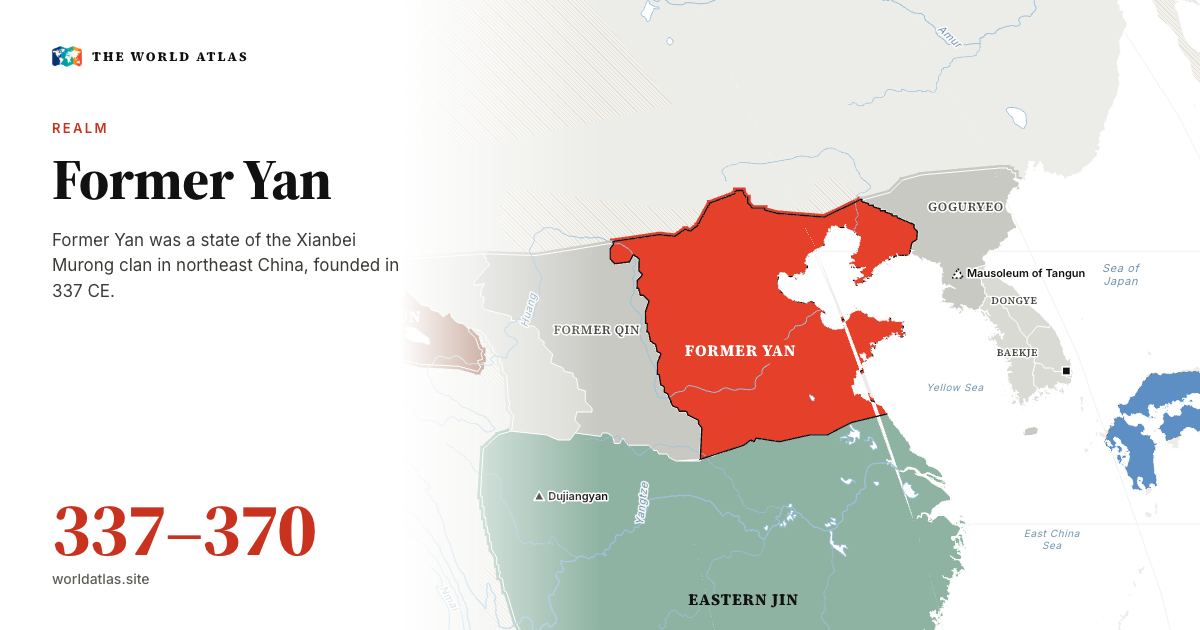 THE WORLD ATLAS
REALM
Former Yan
Former Yan was a state of the Xianbei
Murong clan in northeast China, founded in
337 CE.
337–370
worldatlas.site
Amur
GOGURYEO
Mausoleum of Tangun
Sea of
Japan
DONGYE
Huang
FORMER QIN
FORMER YAN
BAEKJE
Yellow Sea
Dujiangyan
Yangtze
East China
Sea
EASTERN JIN
Nmai